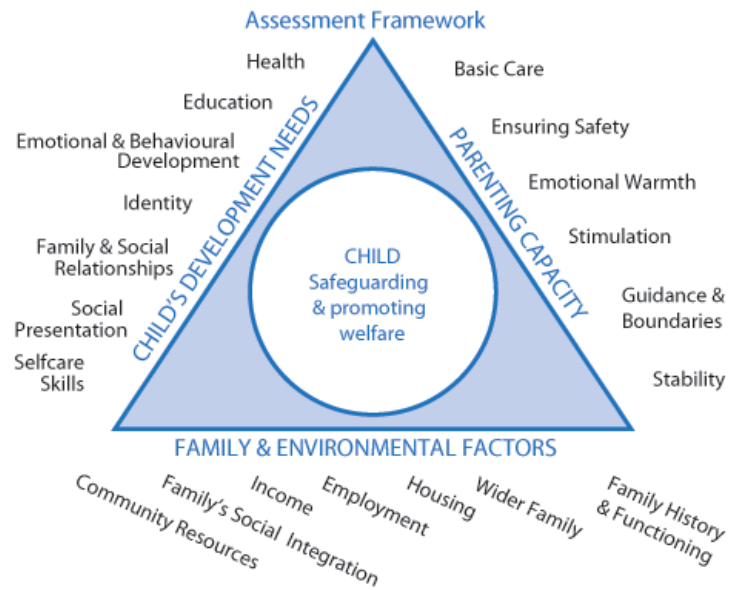 Assessment Framework
Health
Education
Emotional & Behavioural
Development
Identity
Family & Social
Relationships
Social
Presentation
Selfcare
Skills
CHILD'S DEVELOPMENT NEEDS
CHILD
Safeguarding
& promoting
welfare
PARENTING CAPACITY
Basic Care
Ensuring Safety
Emotional Warmth
Stimulation
Guidance &
Boundaries
Stability
FAMILY & ENVIRONMENTAL FACTORS
Community Resources
Family's Social Integration
Income
Employment
Housing
Wider Family
Family History
& Functioning